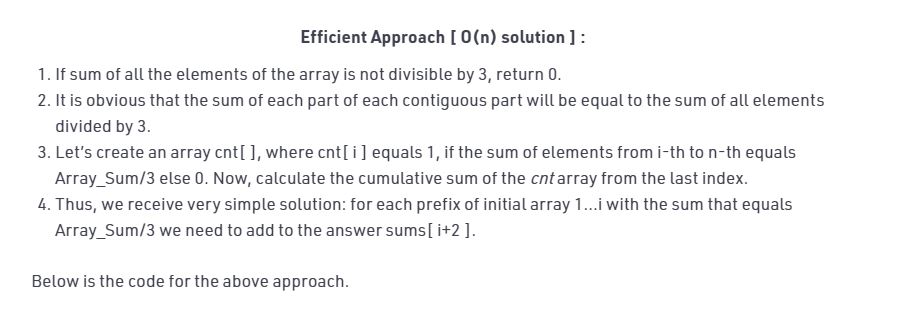 Efficient Approach [ O(n) solution ] :
1. If sum of all the elements of the array is not divisible by 3, return 0.
2. It is obvious that the sum of each part of each contiguous part will be equal to the sum of all elements
divided by 3.
3. Let's create an array cnt[ ], where cnt[ i ] equals 1, if the sum of elements from i-th to n-th equals
Array_Sum/3 else 0. Now, calculate the cumulative sum of the cnt array from the last index.
4. Thus, we receive very simple solution: for each prefix of initial array 1...i with the sum that equals
Array_Sum/3 we need to add to the answer sums[ i+2 ].
Below is the code for the above approach.